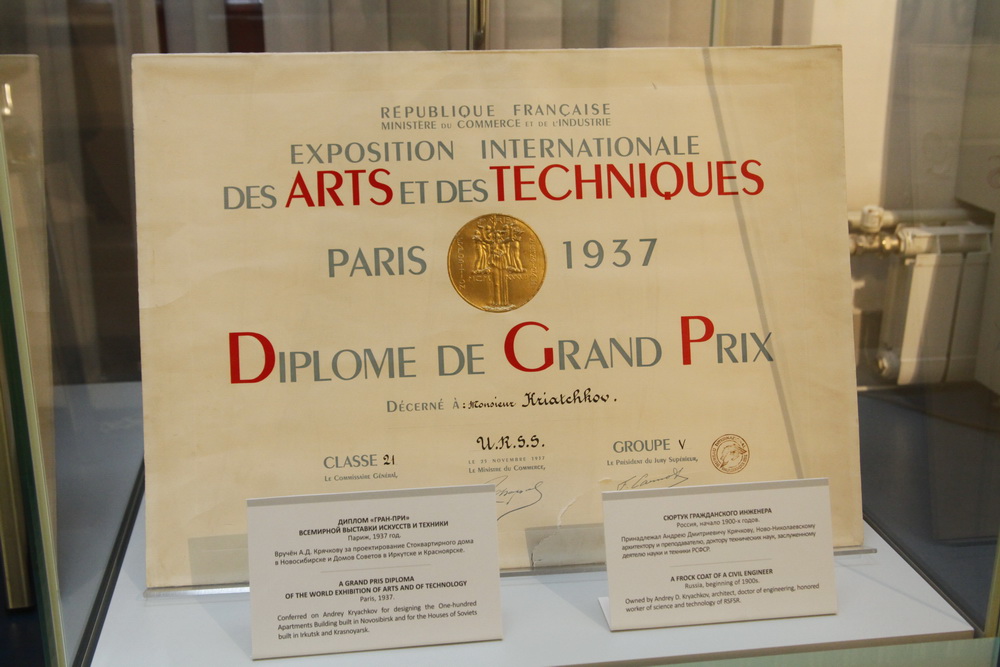 RÉPUBLIQUE FRANÇAISE
MINISTÈRE DU COMMERCE ET DE L'INDUSTRIE
EXPOSITION INTERNATIONALE
DES ARTS ET DES TECHNIQUES
PARIS 1937
DIPLOME DE GRAND PRIX
DÉCERNÉ À : Monsieur Kriatchkov.
U.R.S.S.
CLASSE 21
LE COMMISSAIRE GÉNÉRAL,
LE 25 NOVEMBRE 1937
LE MINISTRE DU COMMERCE,
GROUPE V
LE PRÉSIDENT DU JURY SUPÉRIEUR,
ДИПЛОМ «ГРАН-ПРИ»
ВСЕМИРНОЙ ВЫСТАВКИ ИСКУССТВ И ТЕХНИКИ
Париж, 1937 год.
Вручён А.Д. Крячкову за проектирование Стоквартирного дома
в Новосибирске и Домов Советов в Иркутске и Красноярске.
A GRAND PRIS DIPLOMA
OF THE WORLD EXHIBITION OF ARTS AND OF TECHNOLOGY
Paris, 1937.
Conferred on Andrey Kryachkov for designing the One-hundred
Apartments Building built in Novosibirsk and for the Houses of Soviets
built in Irkutsk and Krasnoyarsk.
СЮРТУК ГРАЖДАНСКОГО ИНЖЕНЕРА
Россия, начало 1900-х годов.
Принадлежал Андрею Дмитриевичу Крячкову, Ново-Николаевскому
архитектору и преподавателю, доктору технических наук, заслуженному
деятелю науки и техники РСФСР.
A FROCK COAT OF A CIVIL ENGINEER
Russia, beginning of 1900s.
Owned by Andrey D. Kryachkov, architect, doctor of engineering, honored
worker of science and technology of RSFSR.